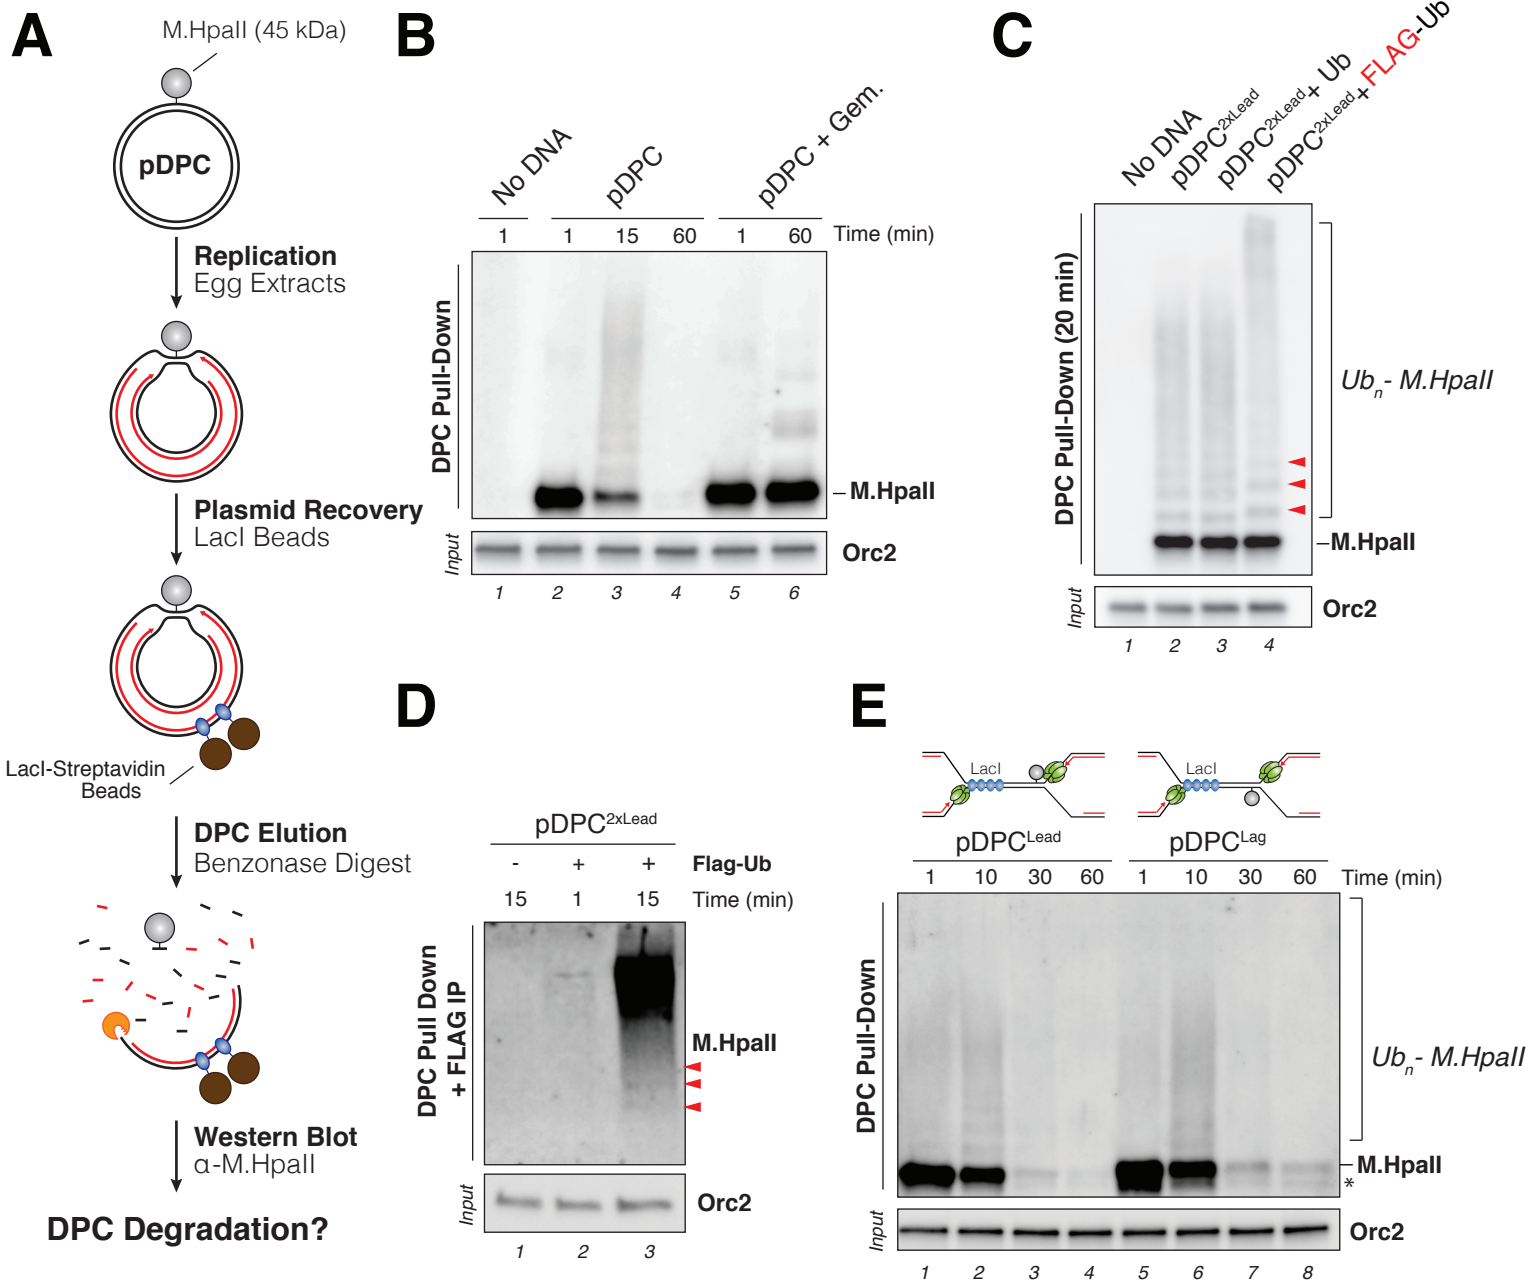 A
M.HpaII (45 kDa)
pDPC
Replication
Egg Extracts
Plasmid Recovery
LacI Beads
LacI-Streptavidin
Beads
DPC Elution
Benzonase Digest
Western Blot
α-M.HpaII
DPC Degradation?
B
No DNA
pDPC
pDPC + Gem.
1 1 15 60 1 60 Time (min)
DPC Pull-Down
M.HpaII
Input
Orc2
1 2 3 4 5 6
C
No DNA
pDPC2xLead
pDPC2xLead+ Ub
pDPC2xLead+FLAG-Ub
DPC Pull-Down (20 min)
Ubn- M.HpaII
M.HpaII
Input
Orc2
1 2 3 4
D
pDPC2xLead
- + + Flag-Ub
15 1 15 Time (min)
DPC Pull Down
+ FLAG IP
M.HpaII
Input
Orc2
1 2 3
E
LacI LacI
pDPCLead pDPCLag
1 10 30 60 1 10 30 60 Time (min)
DPC Pull-Down
Ubn- M.HpaII
M.HpaII
*
Input
Orc2
1 2 3 4 5 6 7 8